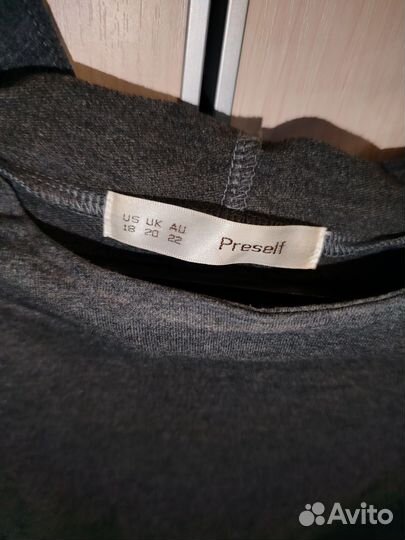 US UK AU
18 20 22
Preself
Avito